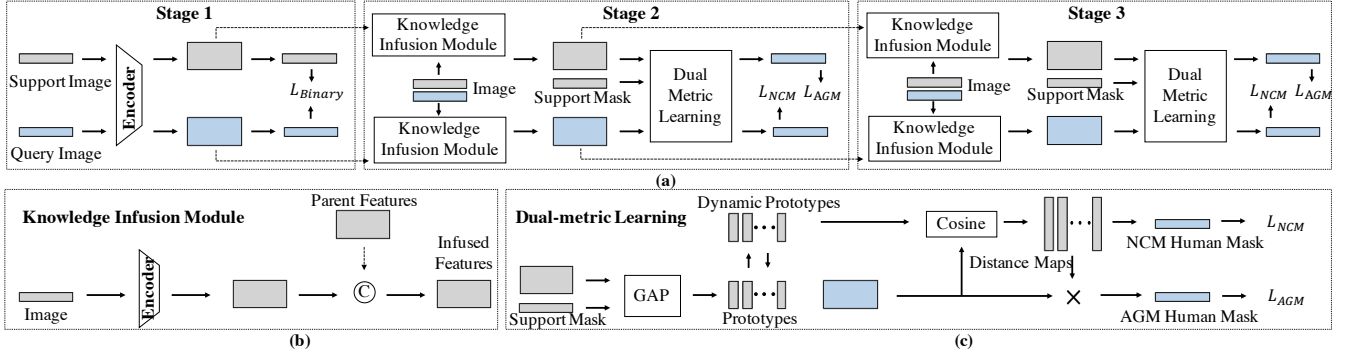 Stage 1
Support Image
Encoder
L_Binary
Query Image
Stage 2
Knowledge
Infusion Module
Image
Support Mask
Knowledge
Infusion Module
Dual
Metric
Learning
L_NCM
L_AGM
Stage 3
Knowledge
Infusion Module
Image
Support Mask
Knowledge
Infusion Module
Dual
Metric
Learning
L_NCM
L_AGM
(a)
Knowledge Infusion Module
Parent Features
Infused
Features
Encoder
C
Image
(b)
Dual-metric Learning
Dynamic Prototypes
Cosine
NCM Human Mask
L_NCM
Distance Maps
GAP
Support Mask
Prototypes
×
AGM Human Mask
L_AGM
(c)